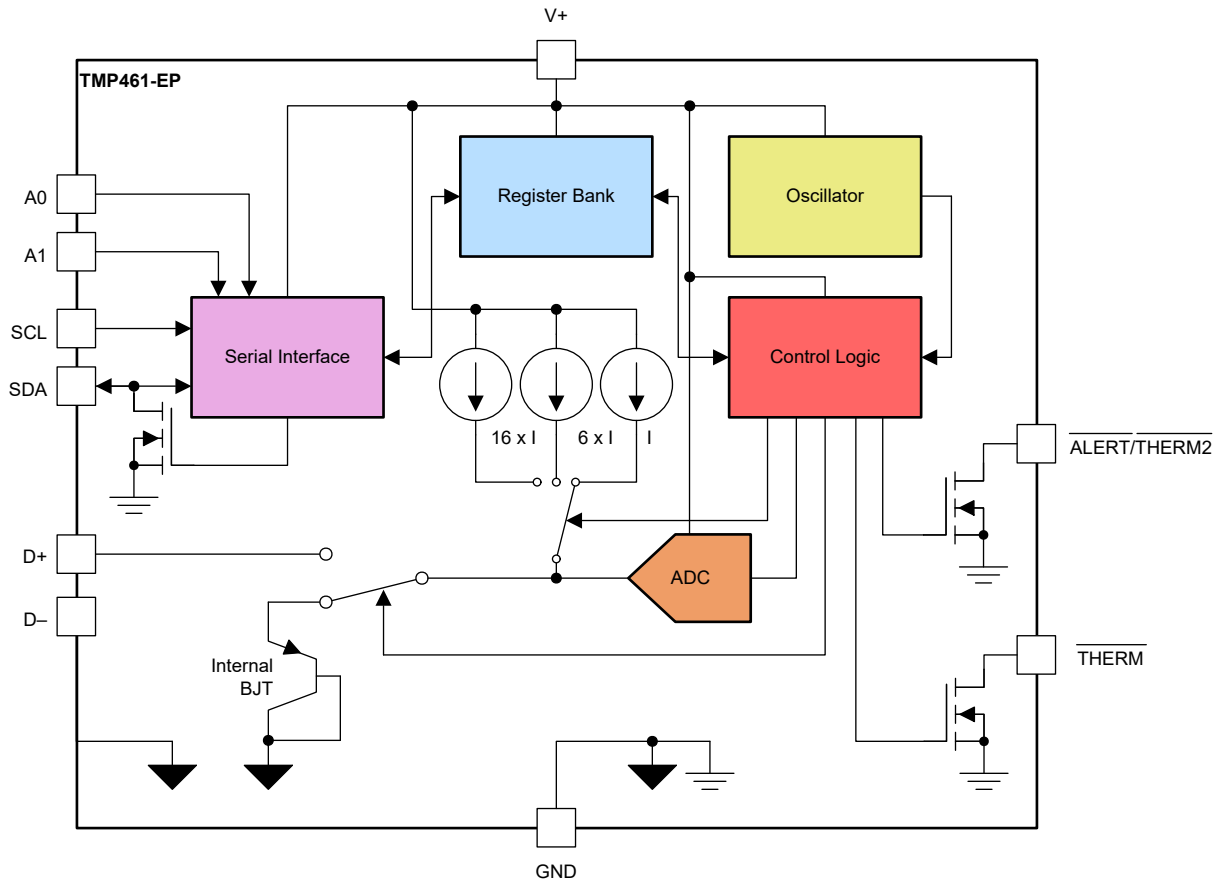 V+
TMP461-EP
A0
A1
SCL
SDA
D+
D–
Register Bank
Oscillator
Serial Interface
Control Logic
16 x I
6 x I
I
ALERT/THERM2
ADC
Internal
BJT
THERM
GND